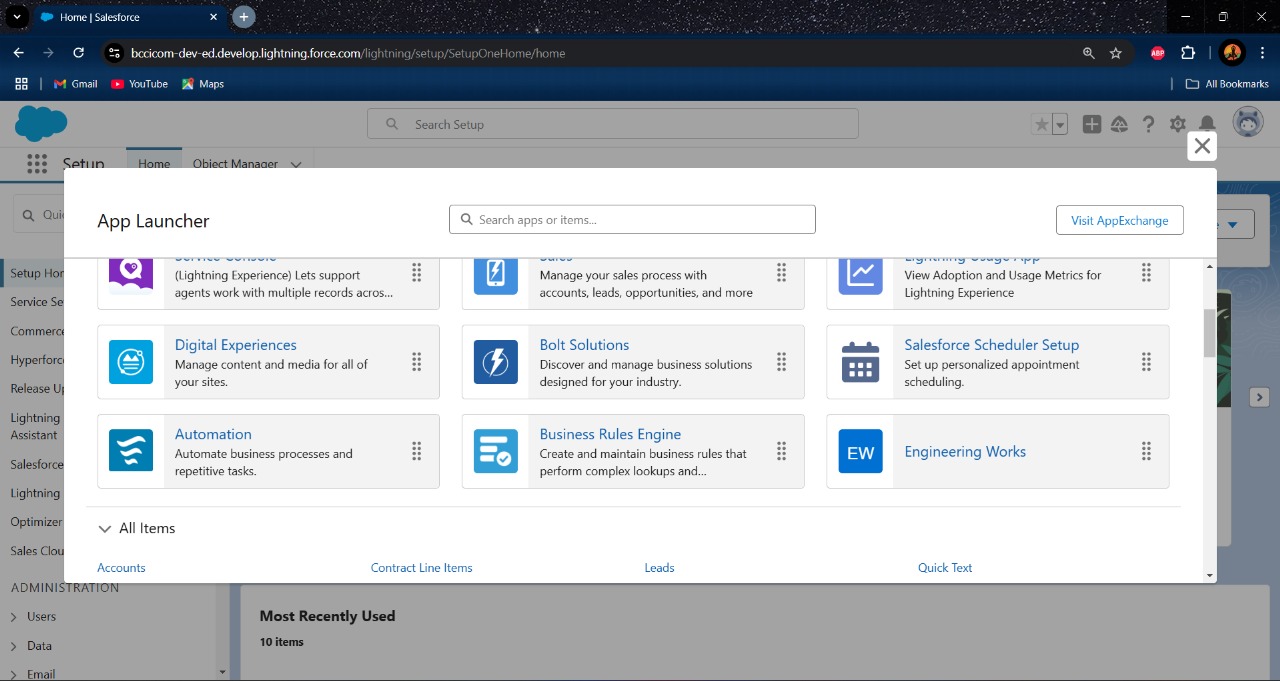 Home | Salesforce
bccicom-dev-ed.develop.lightning.force.com/lightning/setup/SetupOneHome/home
ABP
Gmail YouTube Maps All Bookmarks
Search Setup
Setup Home Object Manager
App Launcher
Search apps or items...
Visit AppExchange
Service Console
(Lightning Experience) Lets support
agents work with multiple records acros...
Sales
Manage your sales process with
accounts, leads, opportunities, and more
Lightning Usage App
View Adoption and Usage Metrics for
Lightning Experience
Digital Experiences
Manage content and media for all of
your sites.
Bolt Solutions
Discover and manage business solutions
designed for your industry.
Salesforce Scheduler Setup
Set up personalized appointment
scheduling.
Automation
Automate business processes and
repetitive tasks.
Business Rules Engine
Create and maintain business rules that
perform complex lookups and...
EW
Engineering Works
All Items
Accounts Contract Line Items Leads Quick Text
Quic
Setup Hom
Service Se
Commerce
Hyperforc
Release Up
Lightning
Assistant
Salesforce
Lightning
Optimizer
Sales Clou
ADMINISTRATION
Users
Data
Email
Most Recently Used
10 items